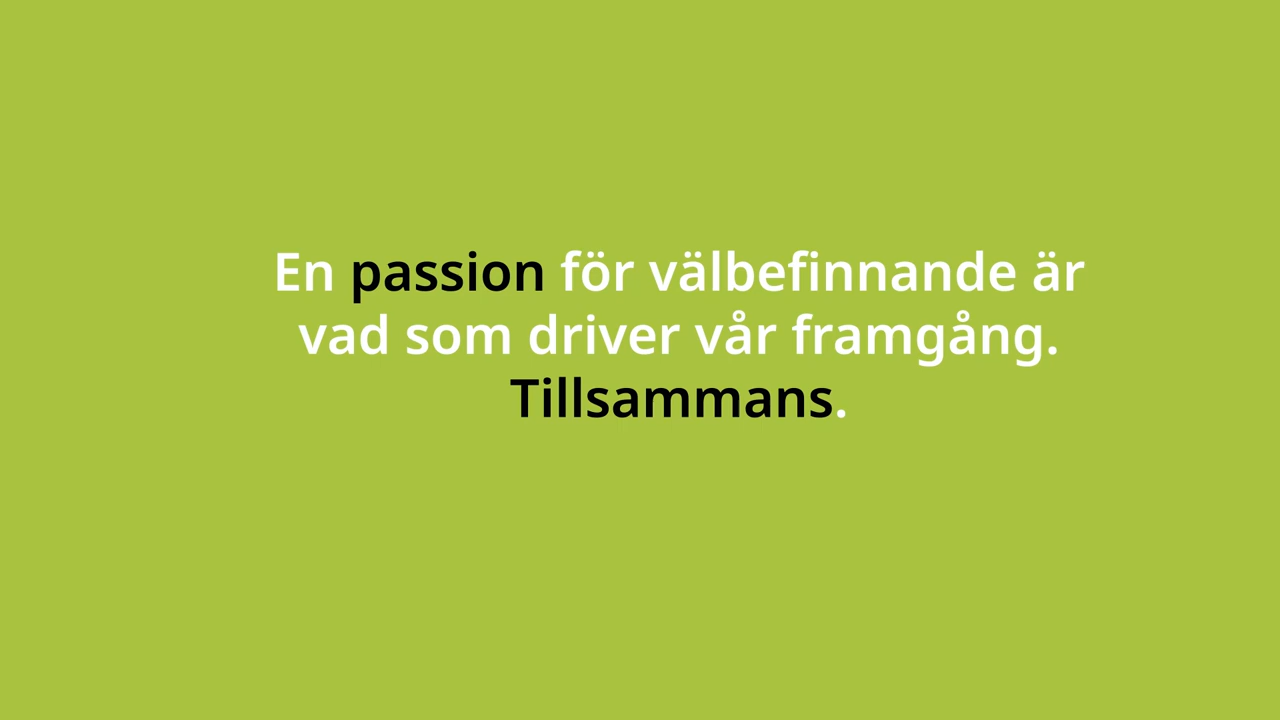 En passion för välbefinnande är
vad som driver vår framgång.
Tillsammans.